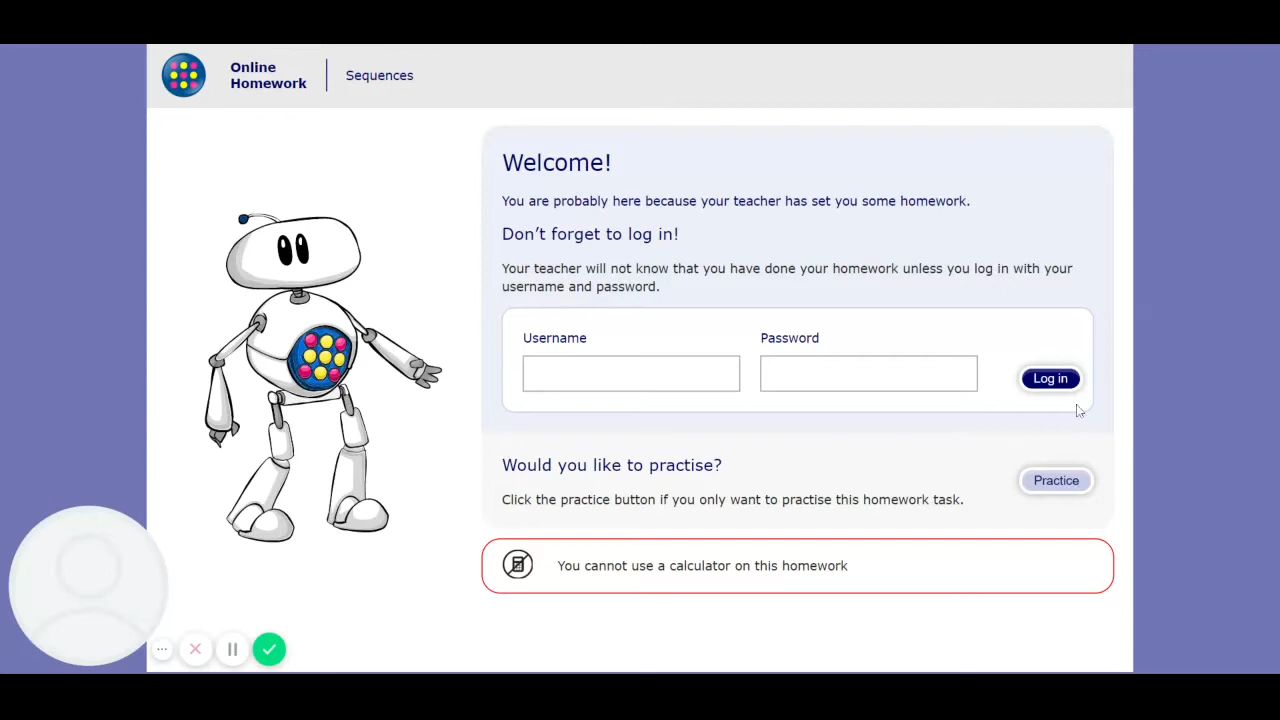 Online
Homework
Sequences
Welcome!
You are probably here because your teacher has set you some homework.
Don’t forget to log in!
Your teacher will not know that you have done your homework unless you log in with your
username and password.
Username
Password
Log in
Would you like to practise?
Practice
Click the practice button if you only want to practise this homework task.
You cannot use a calculator on this homework